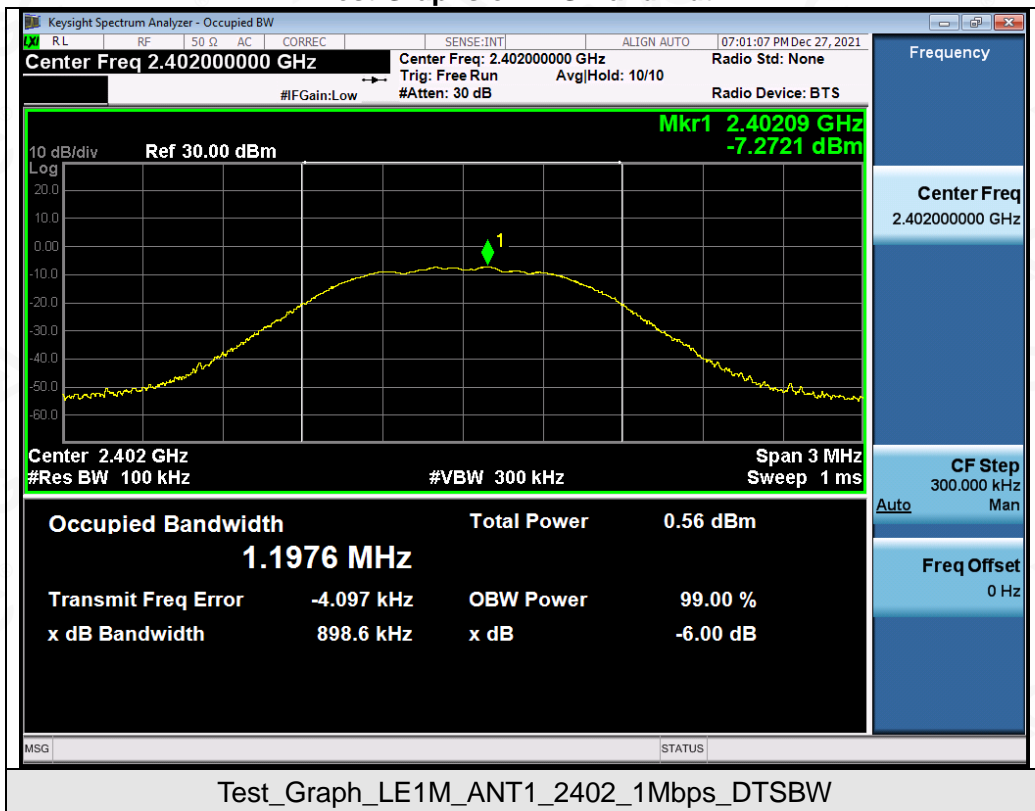 Keysight Spectrum Analyzer - Occupied BW
LXI RL RF 50 Ω AC CORREC SENSE:INT ALIGN AUTO 07:01:07 PM Dec 27, 2021
Center Freq 2.402000000 GHz
#IFGain:Low
Center Freq: 2.402000000 GHz
Trig: Free Run Avg|Hold: 10/10
#Atten: 30 dB
Radio Std: None
Radio Device: BTS
Frequency
Mkr1 2.40209 GHz
-7.2721 dBm
10 dB/div Ref 30.00 dBm
Log
20.0
10.0
0.00
-10.0
-20.0
-30.0
-40.0
-50.0
-60.0
1
Center 2.402 GHz Span 3 MHz
#Res BW 100 kHz #VBW 300 kHz Sweep 1 ms
Center Freq
2.402000000 GHz
CF Step
300.000 kHz
Auto Man
Freq Offset
0 Hz
Occupied Bandwidth Total Power 0.56 dBm
1.1976 MHz
Transmit Freq Error -4.097 kHz OBW Power 99.00 %
x dB Bandwidth 898.6 kHz x dB -6.00 dB
MSG STATUS
Test_Graph_LE1M_ANT1_2402_1Mbps_DTSBW